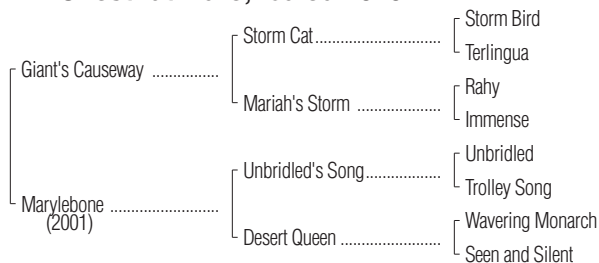 Storm Bird
Storm Cat
Terlingua
Giant's Causeway
Rahy
Mariah's Storm
Immense
Unbridled
Unbridled's Song
Trolley Song
Marylebone
(2001)
Wavering Monarch
Desert Queen
Seen and Silent